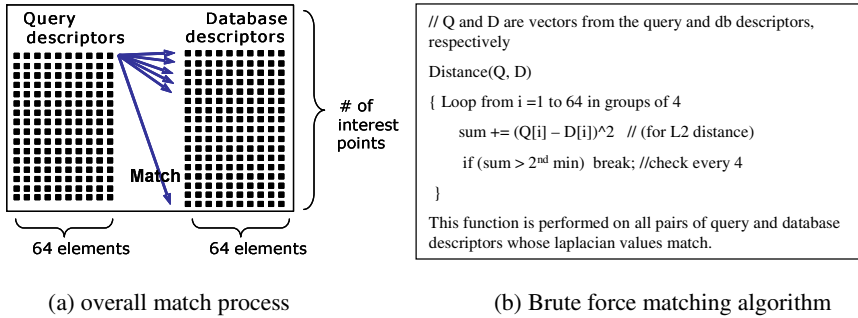 Query
descriptors
Database
descriptors
# of
interest
points
Match
64 elements
64 elements
(a) overall match process
// Q and D are vectors from the query and db descriptors,
respectively
Distance(Q, D)
{ Loop from i =1 to 64 in groups of 4
sum += (Q[i] – D[i])^2 // (for L2 distance)
if (sum > 2nd min) break; //check every 4
}
This function is performed on all pairs of query and database
descriptors whose laplacian values match.
(b) Brute force matching algorithm